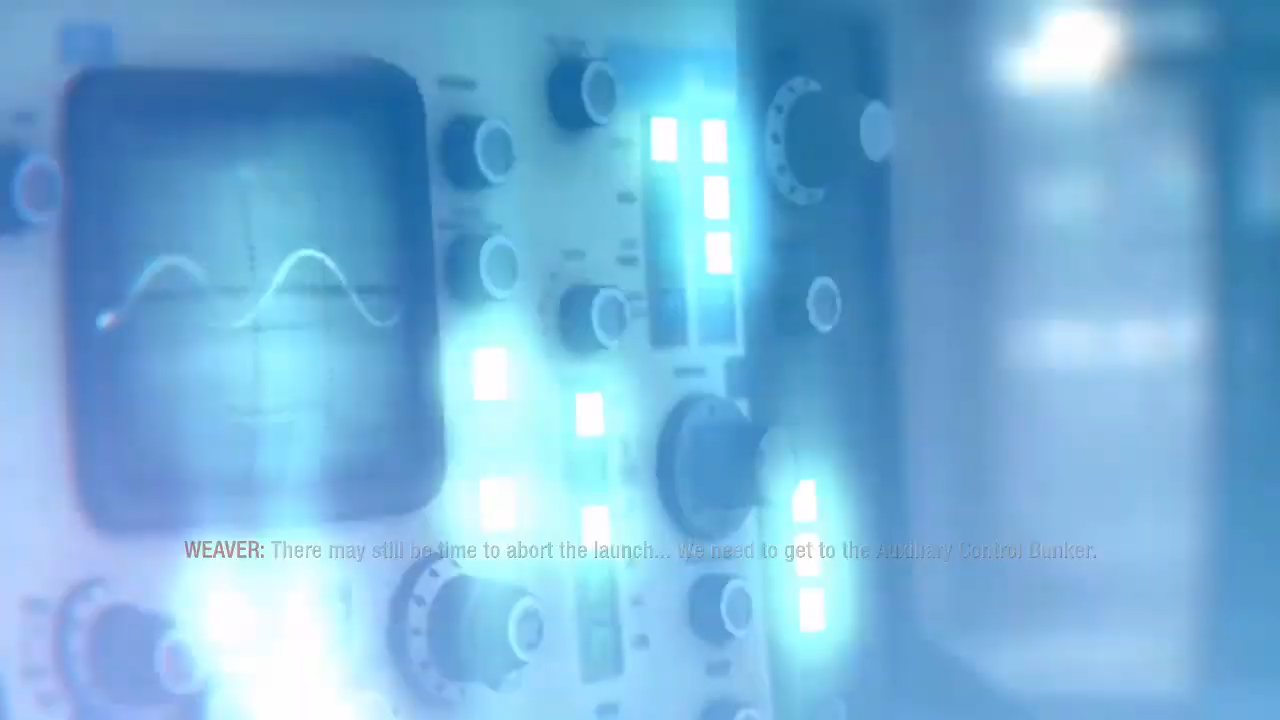 WEAVER: There may still be time to abort the launch... We need to get to the Auxiliary Control Bunker.